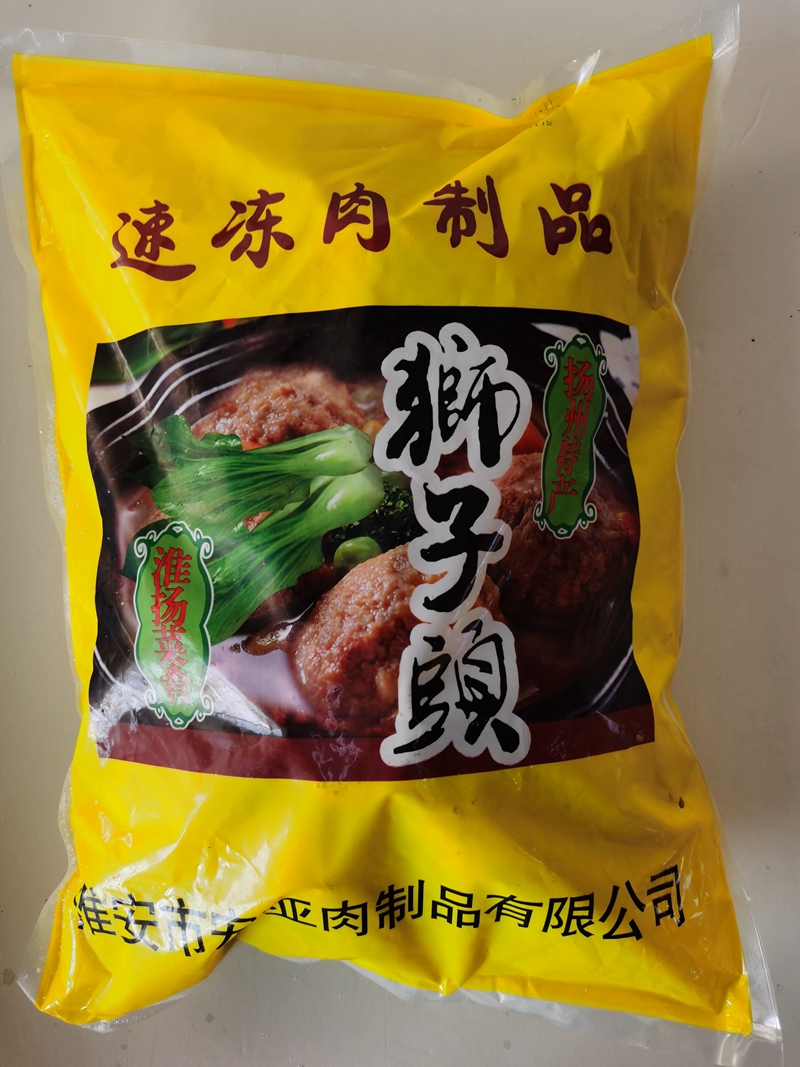 速冻肉制品
獅子頭
扬州特产
淮扬菜
淮安市 亚肉制品有限公司